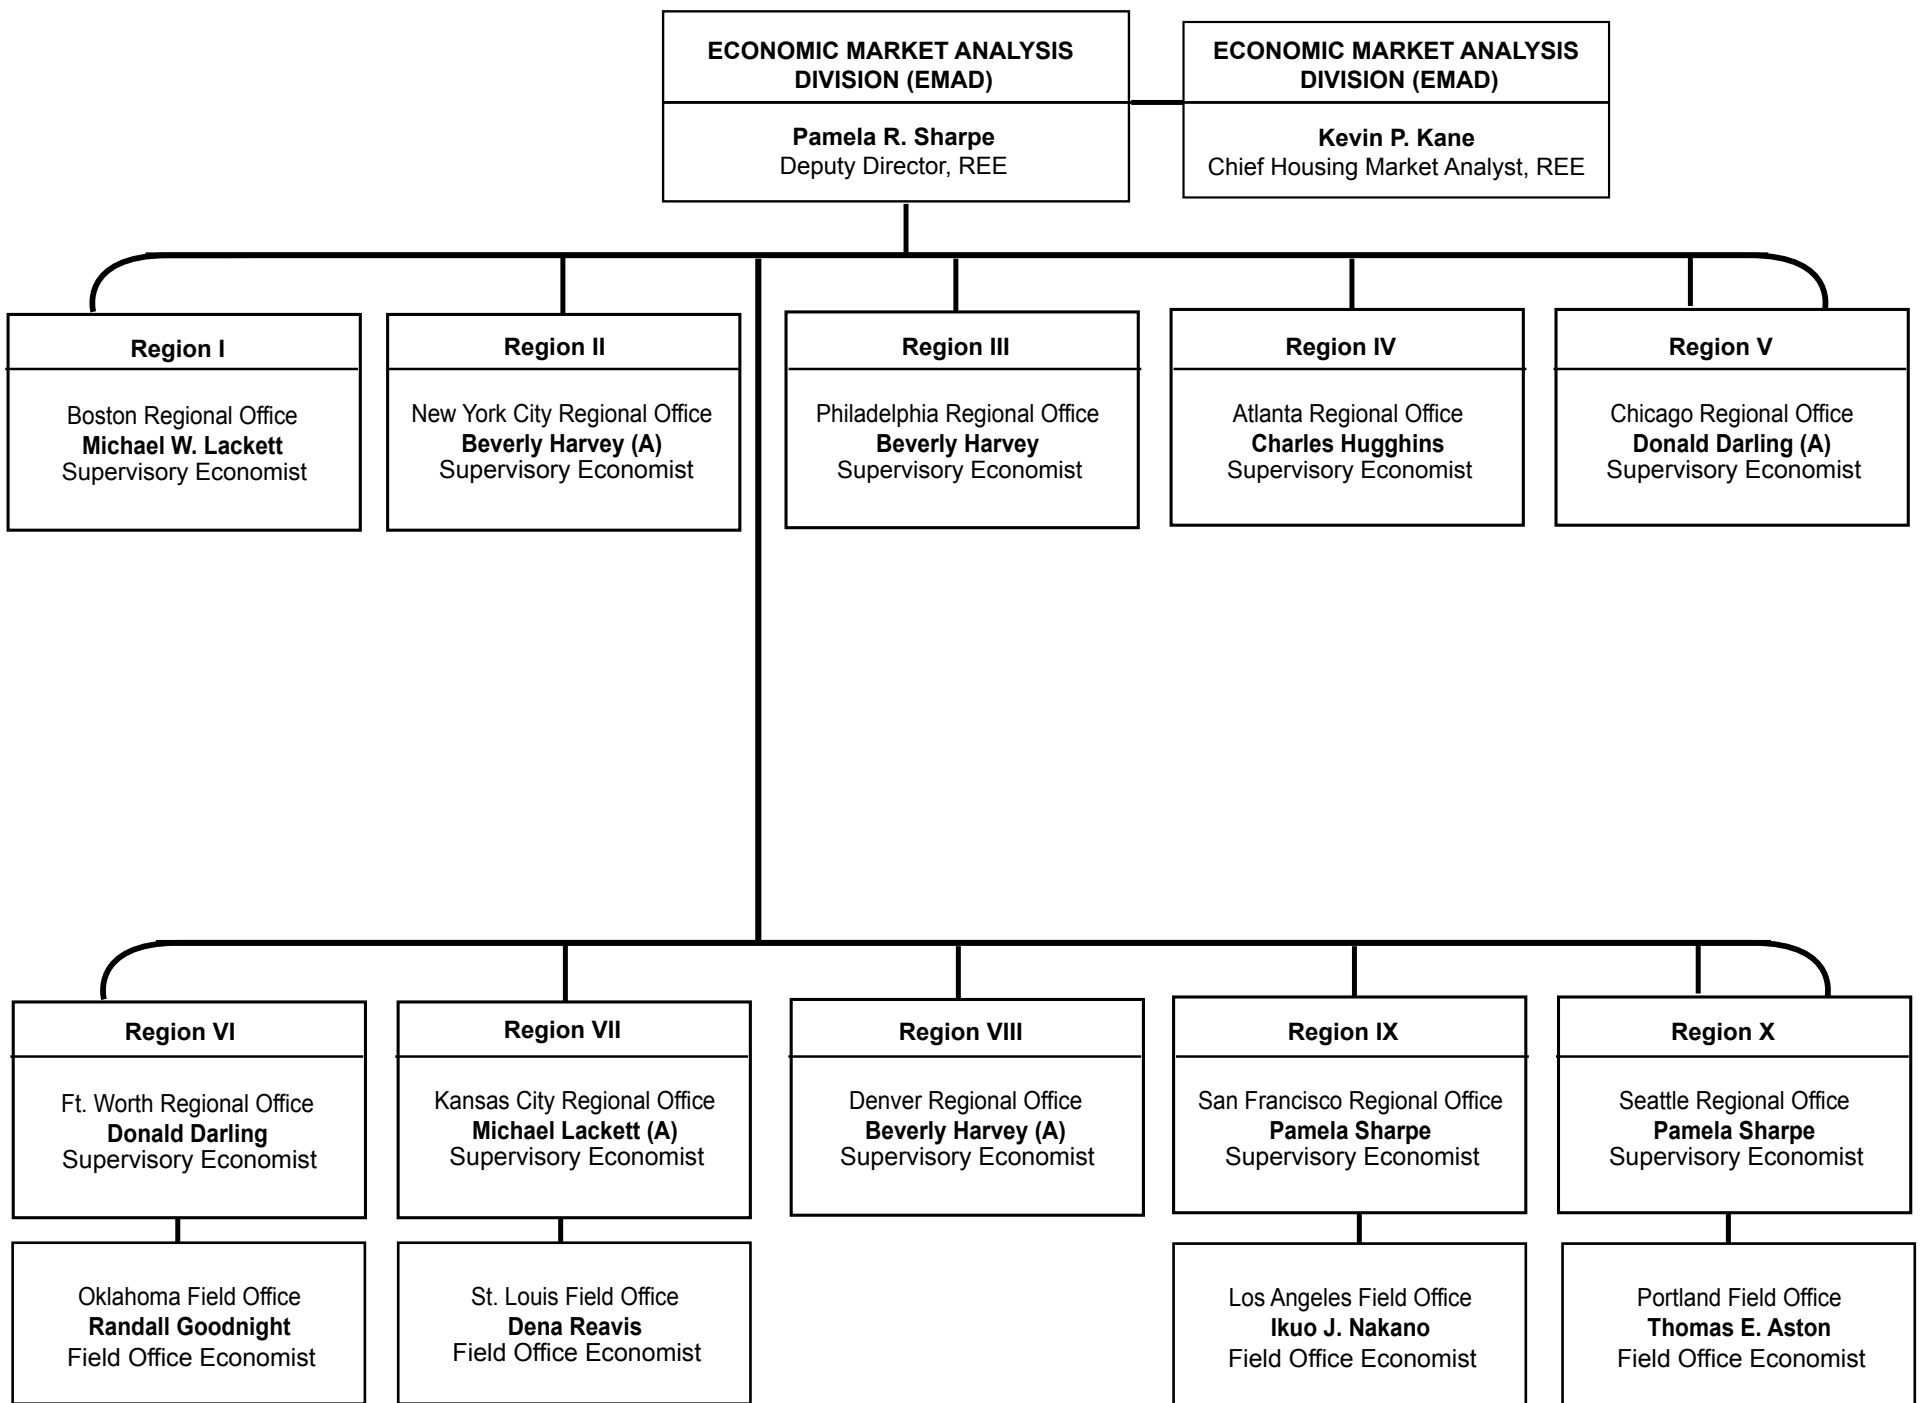 ECONOMIC MARKET ANALYSIS
DIVISION (EMAD)
Pamela R. Sharpe
Deputy Director, REE
ECONOMIC MARKET ANALYSIS
DIVISION (EMAD)
Kevin P. Kane
Chief Housing Market Analyst, REE
Region I
Boston Regional Office
Michael W. Lackett
Supervisory Economist
Region II
New York City Regional Office
Beverly Harvey (A)
Supervisory Economist
Region III
Philadelphia Regional Office
Beverly Harvey
Supervisory Economist
Region IV
Atlanta Regional Office
Charles Hugghins
Supervisory Economist
Region V
Chicago Regional Office
Donald Darling (A)
Supervisory Economist
Region VI
Ft. Worth Regional Office
Donald Darling
Supervisory Economist
Oklahoma Field Office
Randall Goodnight
Field Office Economist
Region VII
Kansas City Regional Office
Michael Lackett (A)
Supervisory Economist
St. Louis Field Office
Dena Reavis
Field Office Economist
Region VIII
Denver Regional Office
Beverly Harvey (A)
Supervisory Economist
Region IX
San Francisco Regional Office
Pamela Sharpe
Supervisory Economist
Los Angeles Field Office
Ikuo J. Nakano
Field Office Economist
Region X
Seattle Regional Office
Pamela Sharpe
Supervisory Economist
Portland Field Office
Thomas E. Aston
Field Office Economist